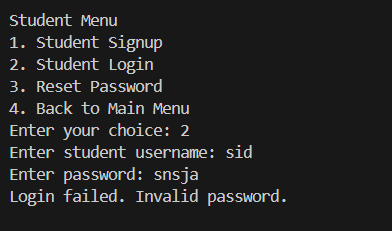 Student Menu
1. Student Signup
2. Student Login
3. Reset Password
4. Back to Main Menu
Enter your choice: 2
Enter student username: sid
Enter password: snsja
Login failed. Invalid password.